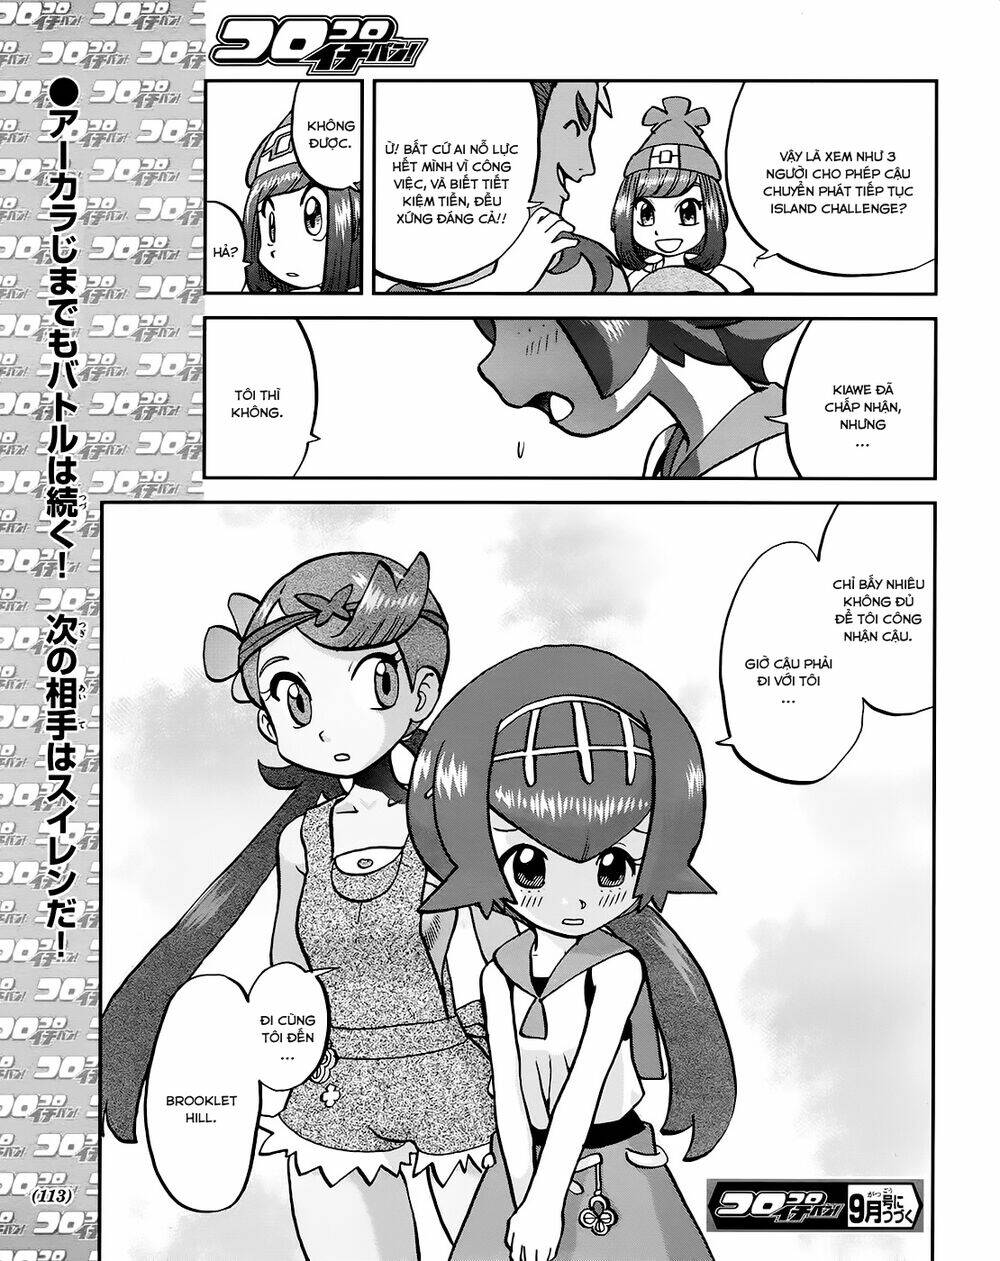 コロコロイチバン!
VẬY LÀ XEM NHƯ 3
NGƯỜI CHO PHÉP CẬU
CHUYỂN PHÁT TIẾP TỤC
ISLAND CHALLENGE?
Ừ! BẤT CỨ AI NỖ LỰC
HẾT MÌNH VÌ CÔNG
VIỆC, VÀ BIẾT TIẾT
KIỆM TIỀN, ĐỀU
XỨNG ĐÁNG CẢ!!
KHÔNG
ĐƯỢC.
HẢ?
KIAWE ĐÃ
CHẤP NHẬN,
NHƯNG
...
TÔI THÌ
KHÔNG.
CHỈ BẤY NHIÊU
KHÔNG ĐỦ
ĐỂ TÔI CÔNG
NHẬN CẬU.
GIỜ CẬU PHẢI
ĐI VỚI TÔI
...
ĐI CÙNG
TÔI ĐẾN
...
BROOKLET
HILL.
●アーカラじまでもバトルは続く! 次の相手はスイレンだ!
(113)
コロコロイチバン! 9月号につづく